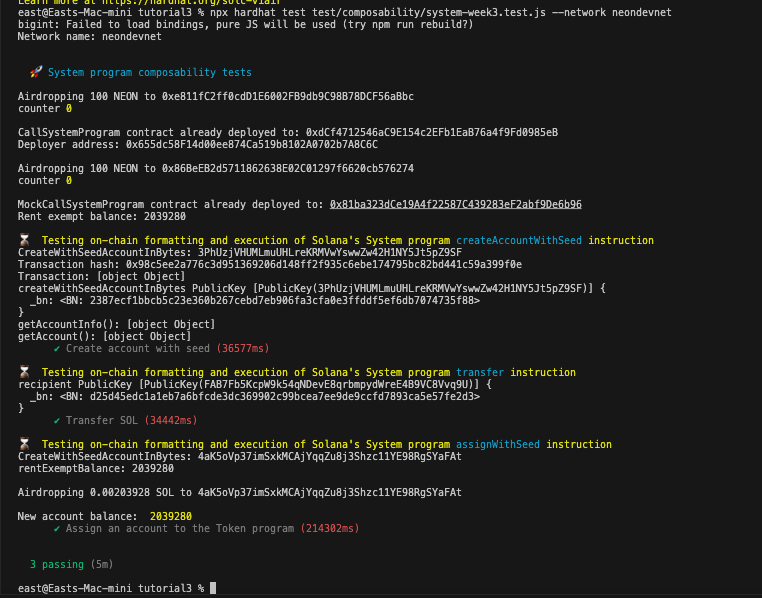 Learn more at https://hardhat.org/solc-viair
east@Easts-Mac-mini tutorial3 % npx hardhat test test/composability/system-week3.test.js --network neondevnet
bigint: Failed to load bindings, pure JS will be used (try npm run rebuild?)
Network name: neondevnet
🚀 System program composability tests
Airdropping 100 NEON to 0xe811fC2ff0cdD1E6002FB9db9C98B78DCF56aBbc
counter 0
CallSystemProgram contract already deployed to: 0xdCf4712546aC9E154c2EFb1EaB76a4f9Fd0985eB
Deployer address: 0x655dc58F14d00ee874Ca519b8102A0702b7A8C6C
Airdropping 100 NEON to 0x86BeEB2d5711862638E02C01297f6620cb576274
counter 0
MockCallSystemProgram contract already deployed to: 0x81ba323dCe19A4f22587C439283eF2abf9De6b96
Rent exempt balance: 2039280
⌛ Testing on-chain formatting and execution of Solana's System program createAccountWithSeed instruction
CreateWithSeedAccountInBytes: 3PhUzjVHUMLmuUHLreKRMVwYswwZw42H1NY5Jt5pZ9SF
Transaction hash: 0x98c5ee2a776c3d951369206d148ff2f935c6ebe174795bc82bd441c59a399f0e
Transaction: [object Object]
createWithSeedAccountInBytes PublicKey [PublicKey(3PhUzjVHUMLmuUHLreKRMVwYswwZw42H1NY5Jt5pZ9SF)] {
_bn: <BN: 2387ecf1bbcb5c23e360b267cebd7eb906fa3cfa0e3ffddf5ef6db7074735f88>
}
getAccountInfo(): [object Object]
getAccount(): [object Object]
✔ Create account with seed (36577ms)
⌛ Testing on-chain formatting and execution of Solana's System program transfer instruction
recipient PublicKey [PublicKey(FAB7Fb5KcpW9k54qNDevE8qrbmpydWreE4B9VC8Vvq9U)] {
_bn: <BN: d25d45edc1a1eb7a6bfcde3dc369902c99bcea7ee9de9ccfd7893ca5e57fe2d3>
}
✔ Transfer SOL (34442ms)
⌛ Testing on-chain formatting and execution of Solana's System program assignWithSeed instruction
CreateWithSeedAccountInBytes: 4aK5oVp37imSxkMCAjYqqZu8j3Shzc11YE98RgSYaFAt
rentExemptBalance: 2039280
Airdropping 0.00203928 SOL to 4aK5oVp37imSxkMCAjYqqZu8j3Shzc11YE98RgSYaFAt
New account balance: 2039280
✔ Assign an account to the Token program (214302ms)
3 passing (5m)
east@Easts-Mac-mini tutorial3 %